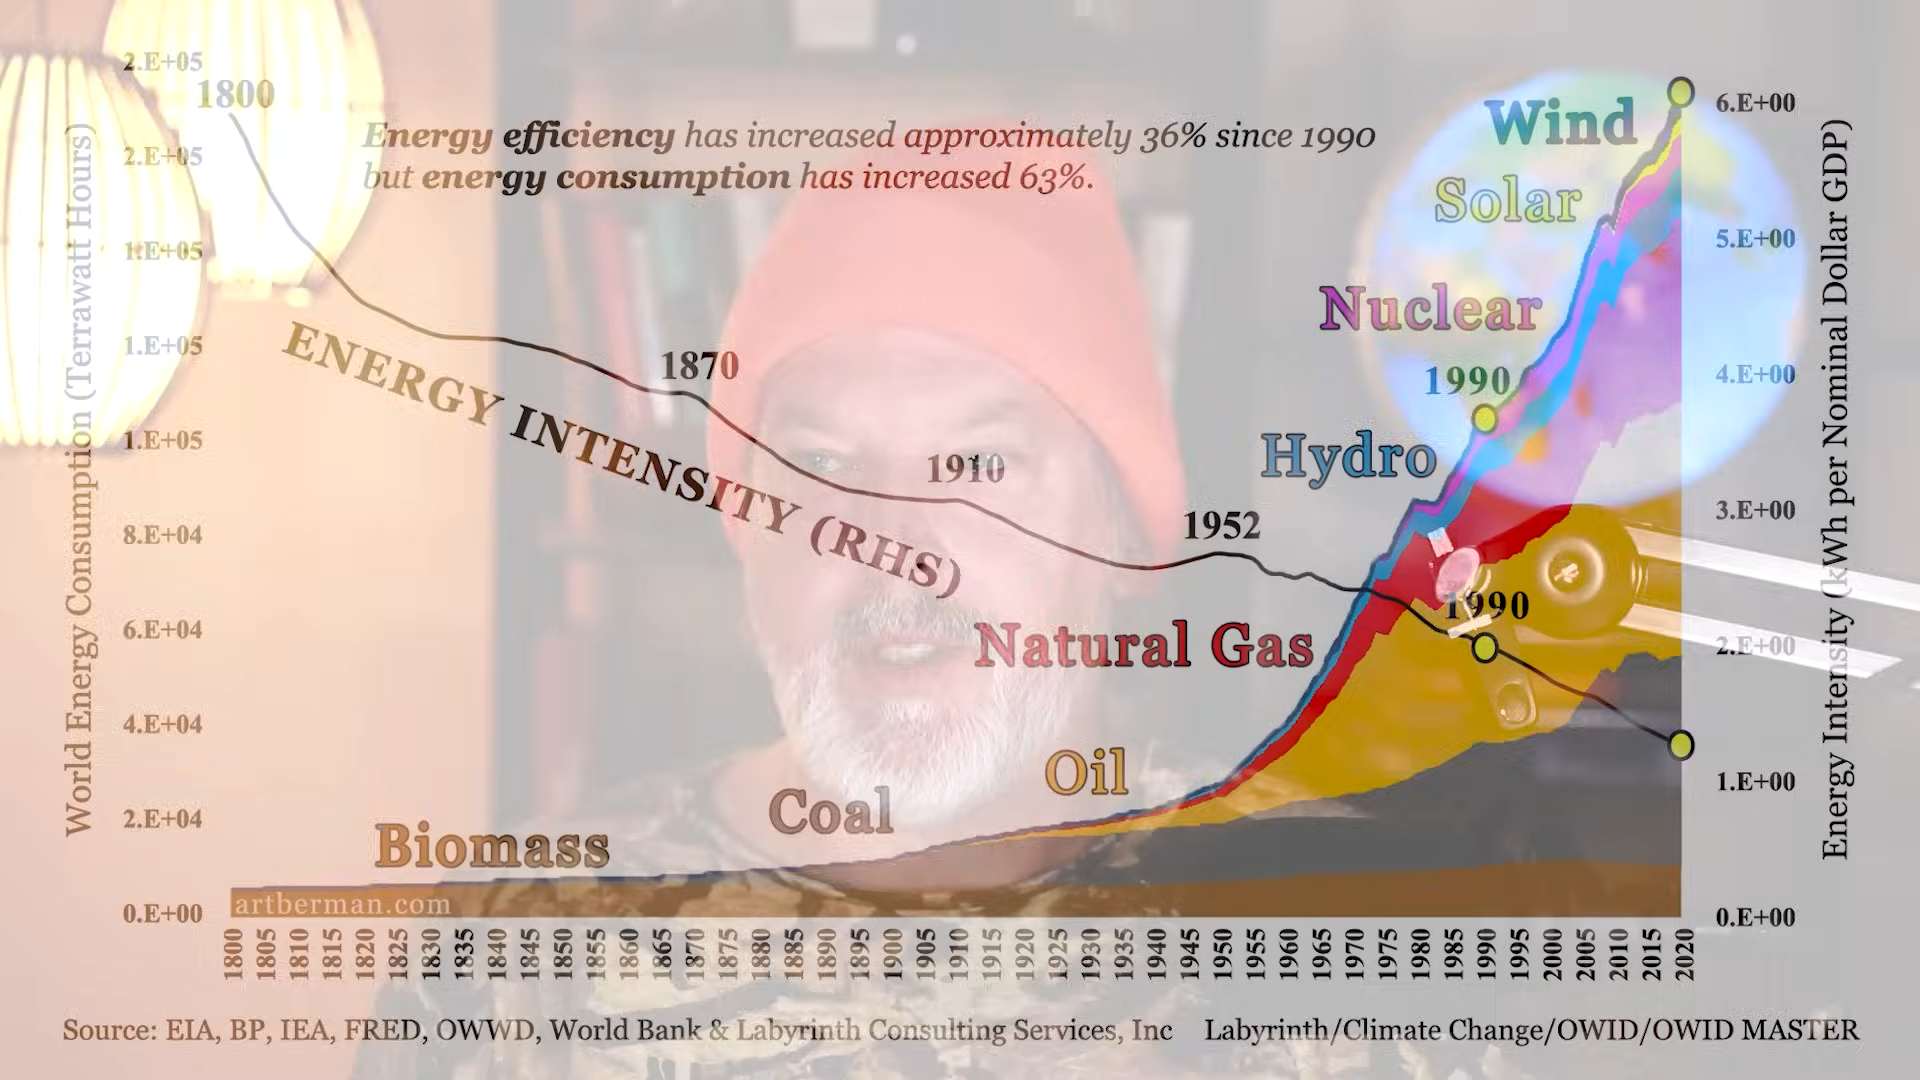 Energy efficiency has increased approximately 36% since 1990
but energy consumption has increased 63%.
World Energy Consumption (Terrawatt Hours)
2.E+05
2.E+05
1.E+05
1.E+05
1.E+05
8.E+04
6.E+04
4.E+04
2.E+04
0.E+00
1800
1870
1910
1952
1990
1990
ENERGY INTENSITY (RHS)
Wind
Solar
Nuclear
Hydro
Natural Gas
Oil
Coal
Biomass
artberman.com
6.E+00
5.E+00
4.E+00
3.E+00
2.E+00
1.E+00
0.E+00
Energy Intensity (kWh per Nominal Dollar GDP)
1800 1805 1810 1815 1820 1825 1830 1835 1840 1845 1850 1855 1860 1865 1870 1875 1880 1885 1890 1895 1900 1905 1910 1915 1920 1925 1930 1935 1940 1945 1950 1955 1960 1965 1970 1975 1980 1985 1990 1995 2000 2005 2010 2015 2020
Source: EIA, BP, IEA, FRED, OWWD, World Bank & Labyrinth Consulting Services, Inc
Labyrinth/Climate Change/OWID/OWID MASTER